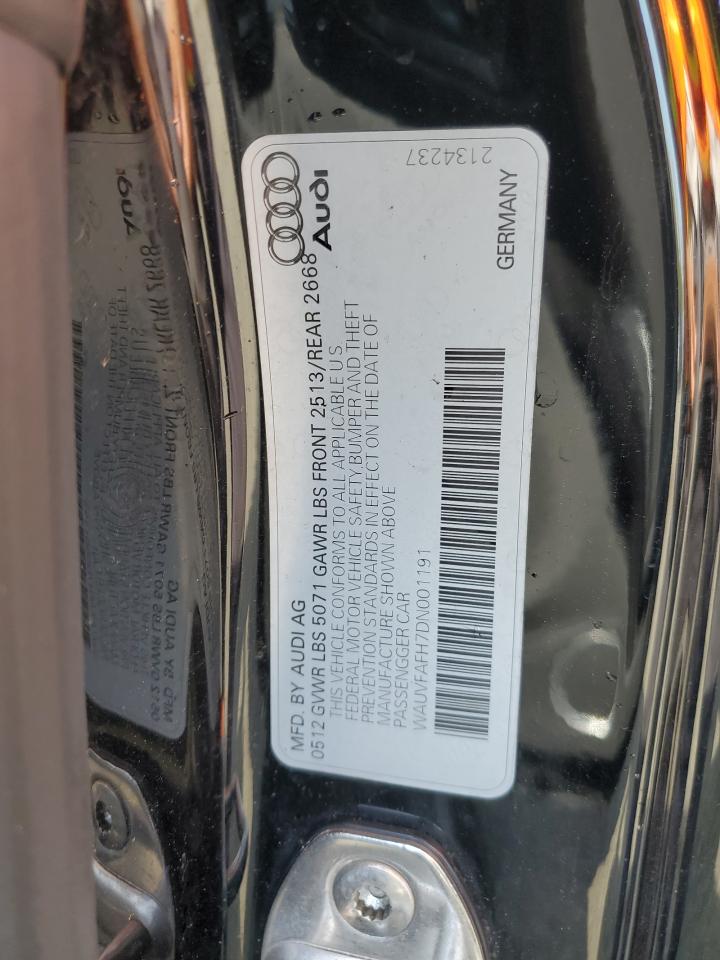 Audi
MFD. BY AUDI AG
0512 GVWR LBS 5071 GAWR LBS FRONT 2513/REAR 2668
THIS VEHICLE CONFORMS TO ALL APPLICABLE U S
FEDERAL MOTOR VEHICLE SAFETY, BUMPER AND THEFT
PREVENTION STANDARDS IN EFFECT ON THE DATE OF
MANUFACTURE SHOWN ABOVE
PASSENGGER CAR
WAUVFAFH7DN001191
GERMANY
2134237